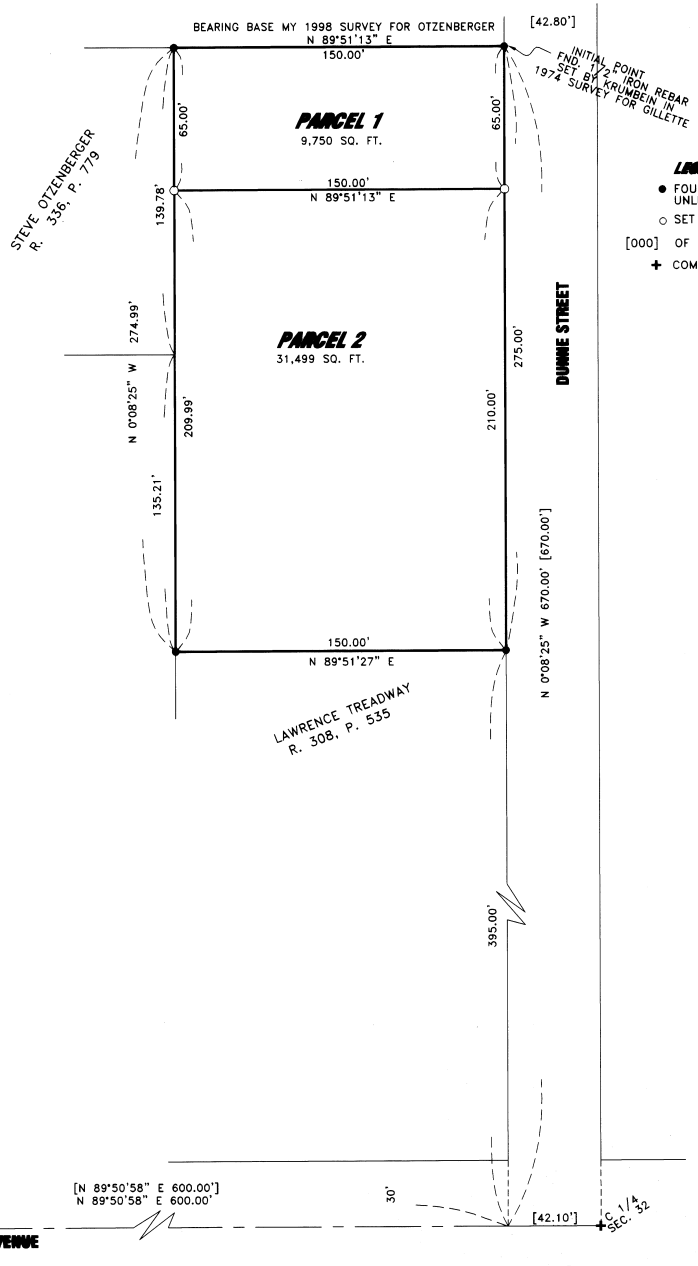 BEARING BASE MY 1998 SURVEY FOR OTZENBERGER
N 89°51'13" E
150.00'
[42.80']
INITIAL POINT
FND. 1/2" IRON REBAR
SET BY KRUMBEIN IN
1974 SURVEY FOR GILLETTE
65.00'
PARCEL 1
9,750 SQ. FT.
65.00'
STEVE OTZENBERGER
R. 336, P. 779
139.78'
150.00'
N 89°51'13" E
● FOU
UNL
○ SET
[000] OF
+ COM
N 0°08'25" W 274.99'
PARCEL 2
31,499 SQ. FT.
275.00'
DUNNE STREET
209.99'
210.00'
135.21'
N 0°08'25" W 670.00' [670.00']
150.00'
N 89°51'27" E
LAWRENCE TREADWAY
R. 308, P. 535
395.00'
[N 89°50'58" E 600.00']
N 89°50'58" E 600.00'
30'
[42.10']
C 1/4
SEC. 32
VENUE